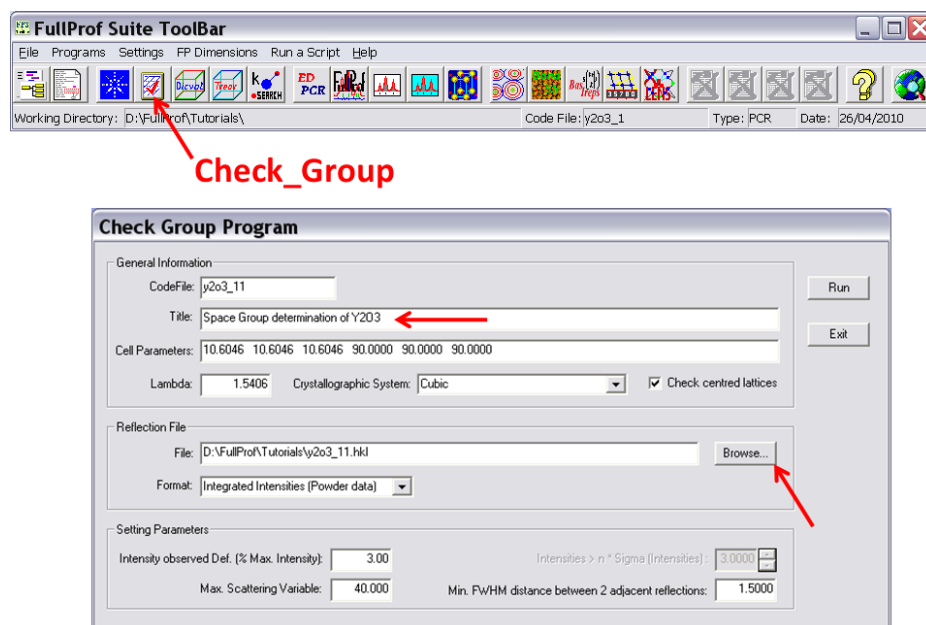 FullProf Suite ToolBar
File Programs Settings FP Dimensions Run a Script Help
Dicvol Treor K SEARCH ED PCR FullProf
Working Directory: D:\FullProf\Tutorials\ Code File: y2o3_1 Type: PCR Date: 26/04/2010
Check_Group
Check Group Program
General Information
CodeFile: y2o3_11 Run
Title: Space Group determination of Y2O3
Exit
Cell Parameters: 10.6046 10.6046 10.6046 90.0000 90.0000 90.0000
Lambda: 1.5406 Crystallographic System: Cubic Check centred lattices
Reflection File
File: D:\FullProf\Tutorials\y2o3_11.hkl Browse...
Format: Integrated Intensities (Powder data)
Setting Parameters
Intensity observed Def. (% Max. Intensity): 3.00 Intensities > n * Sigma (Intensities) : 3.0000
Max. Scattering Variable: 40.000 Min. FWHM distance between 2 adjacent reflections: 1.5000